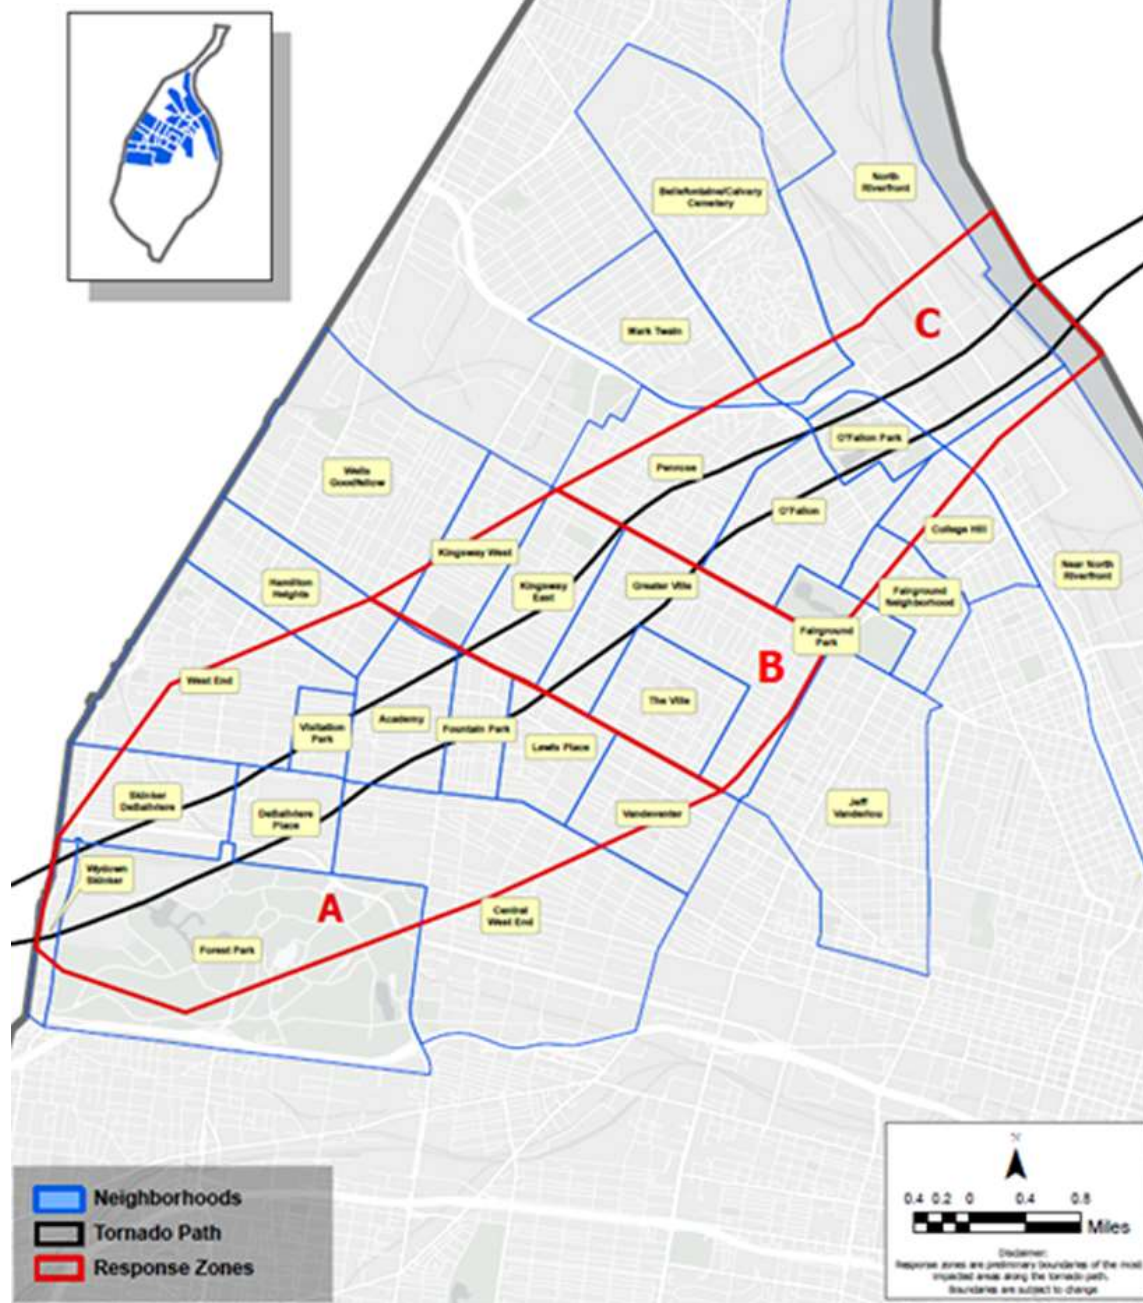 Bellefontaine/Calvary
Cemetery
North
Riverfront
C
Mark Twain
O'Fallon Park
Penrose
Wells
Goodfellow
O'Fallon
College Hill
Kingsway West
Near North
Riverfront
Hamilton
Heights
Kingsway
East
Greater Ville
Fairground
Neighborhood
Fairground
Park
B
West End
The Ville
Academy
Visitation
Park
Fountain Park
Lewis Place
Skinker
DeBaliviere
DeBaliviere
Place
Vandeventer
Jeff
Vanderlou
Wydown
Skinker
A
Central
West End
Forest Park
Neighborhoods
Tornado Path
Response Zones
N
0.4 0.2 0 0.4 0.8
Miles
Disclaimer:
Response zones are preliminary boundaries of the most
impacted areas along the tornado path.
Boundaries are subject to change